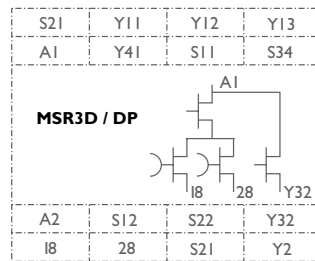 S21 Y11 Y12 Y13
A1 Y41 S11 S34
A1
MSR3D / DP
18 28 Y32
A2 S12 S22 Y32
18 28 S21 Y2